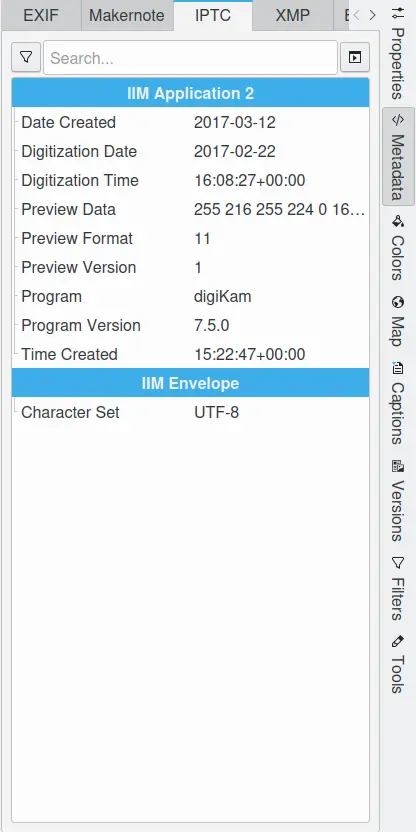 EXIF Makernote IPTC XMP
Search...
IIM Application 2
Date Created 2017-03-12
Digitization Date 2017-02-22
Digitization Time 16:08:27+00:00
Preview Data 255 216 255 224 0 16...
Preview Format 11
Preview Version 1
Program digiKam
Program Version 7.5.0
Time Created 15:22:47+00:00
IIM Envelope
Character Set UTF-8
Properties
Metadata
Colors
Map
Captions
Versions
Filters
Tools